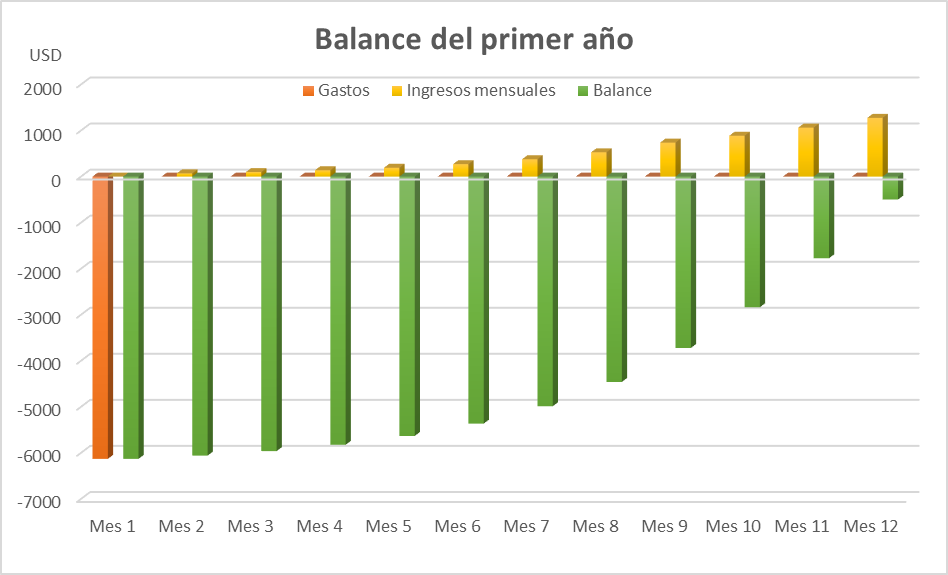 Balance del primer año
USD
Gastos Ingresos mensuales Balance
2000
1000
0
-1000
-2000
-3000
-4000
-5000
-6000
-7000
Mes 1 Mes 2 Mes 3 Mes 4 Mes 5 Mes 6 Mes 7 Mes 8 Mes 9 Mes 10 Mes 11 Mes 12